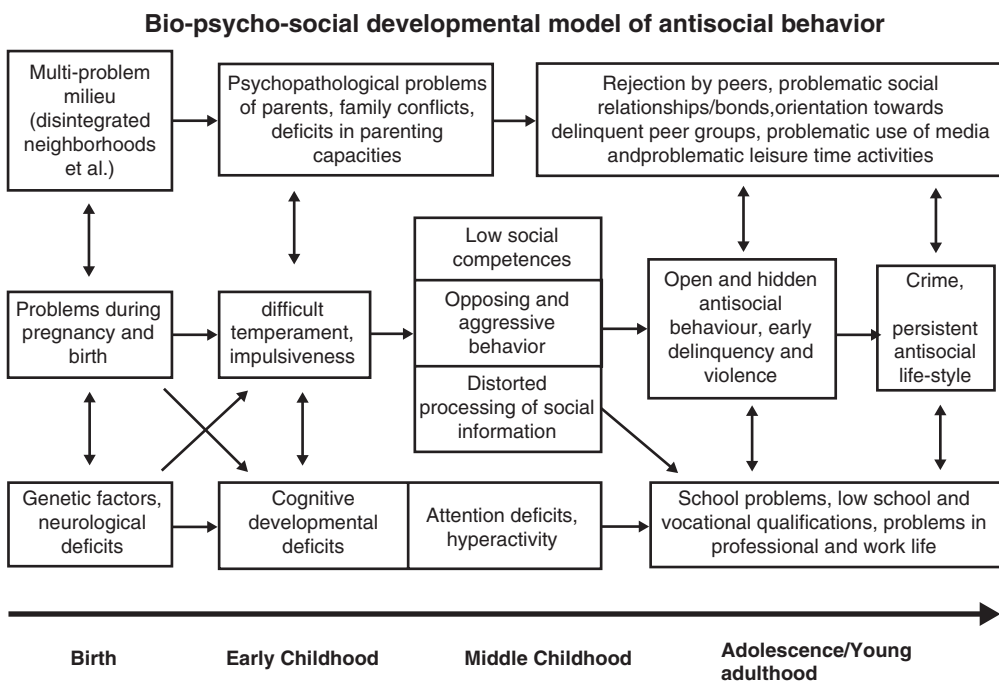 Bio-psycho-social developmental model of antisocial behavior
Multi-problem
milieu
(disintegrated
neighborhoods
et al.)
Psychopathological problems
of parents, family conflicts,
deficits in parenting
capacities
Rejection by peers, problematic social
relationships/bonds,orientation towards
delinquent peer groups, problematic use of media
andproblematic leisure time activities
Problems during
pregnancy and
birth
difficult
temperament,
impulsiveness
Low social
competences
Opposing and
aggressive
behavior
Distorted
processing of social
information
Open and hidden
antisocial
behaviour, early
delinquency and
violence
Crime,
persistent
antisocial
life-style
Genetic factors,
neurological
deficits
Cognitive
developmental
deficits
Attention deficits,
hyperactivity
School problems, low school and
vocational qualifications, problems in
professional and work life
Birth
Early Childhood
Middle Childhood
Adolescence/Young
adulthood